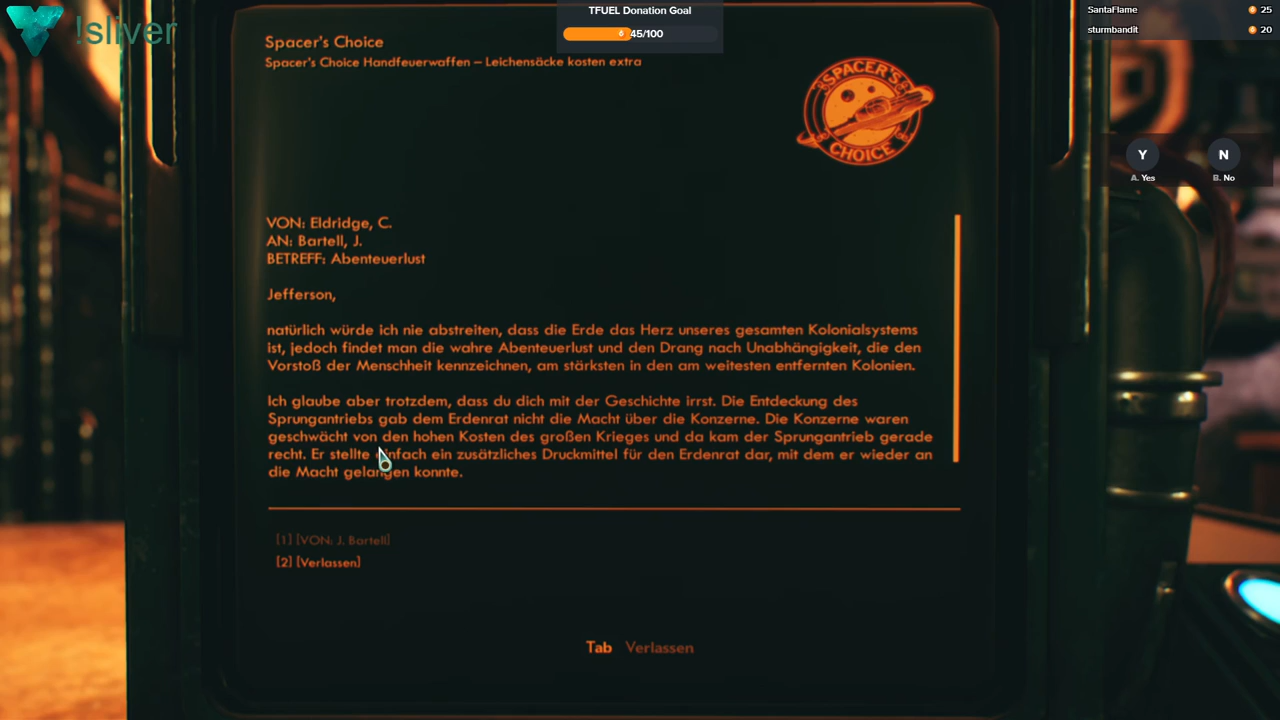 !sliver
TFUEL Donation Goal
6 45/100
SantaFlame 25
sturmbandit 20
Y N
A. Yes B. No
Spacer's Choice
Spacer's Choice Handfeuerwaffen – Leichensäcke kosten extra
SPACER'S
CHOICE
VON: Eldridge, C.
AN: Bartell, J.
BETREFF: Abenteuerlust
Jefferson,
natürlich würde ich nie abstreiten, dass die Erde das Herz unseres gesamten Kolonialsystems
ist, jedoch findet man die wahre Abenteuerlust und den Drang nach Unabhängigkeit, die den
Vorstoß der Menschheit kennzeichnen, am stärksten in den am weitesten entfernten Kolonien.
Ich glaube aber trotzdem, dass du dich mit der Geschichte irrst. Die Entdeckung des
Sprungantriebs gab dem Erdenrat nicht die Macht über die Konzerne. Die Konzerne waren
geschwächt von den hohen Kosten des großen Krieges und da kam der Sprungantrieb gerade
recht. Er stellte einfach ein zusätzliches Druckmittel für den Erdenrat dar, mit dem er wieder an
die Macht gelangen konnte.
[1] [VON: J. Bartell]
[2] [Verlassen]
Tab Verlassen